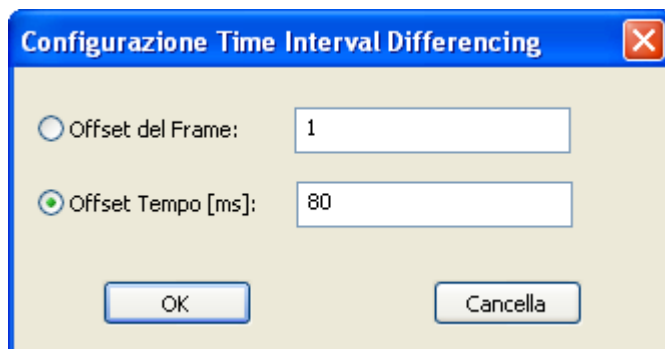 Configurazione Time Interval Differencing
Offset del Frame: 1
Offset Tempo [ms]: 80
OK Cancella